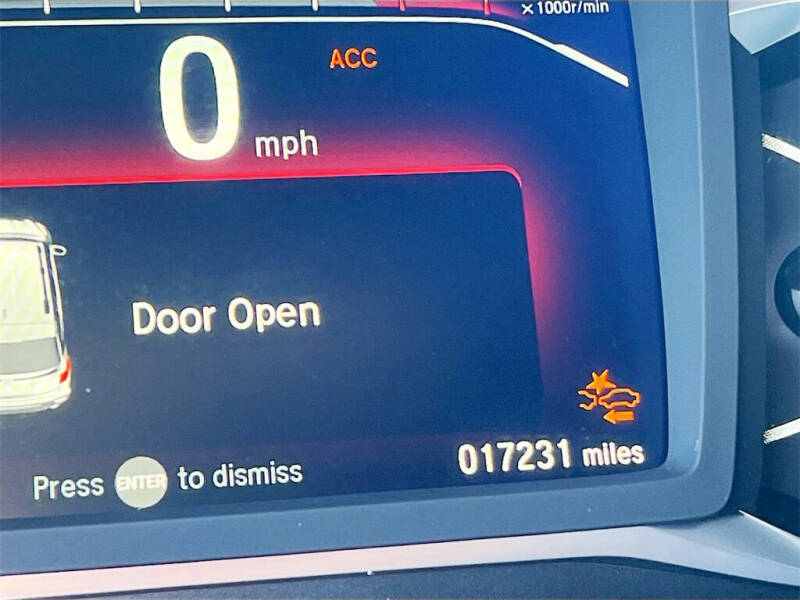 ×1000r/min
0 mph
ACC
Door Open
Press ENTER to dismiss
017231 miles